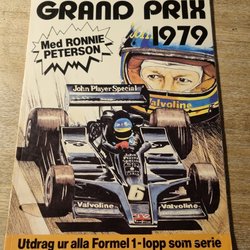 GRAND PRIX
1979
Med RONNIE
PETERSON
Valvoline
John Player Special
Valvoline
6
Valvoline
Utdrag ur alla Formel 1-lopp som serie